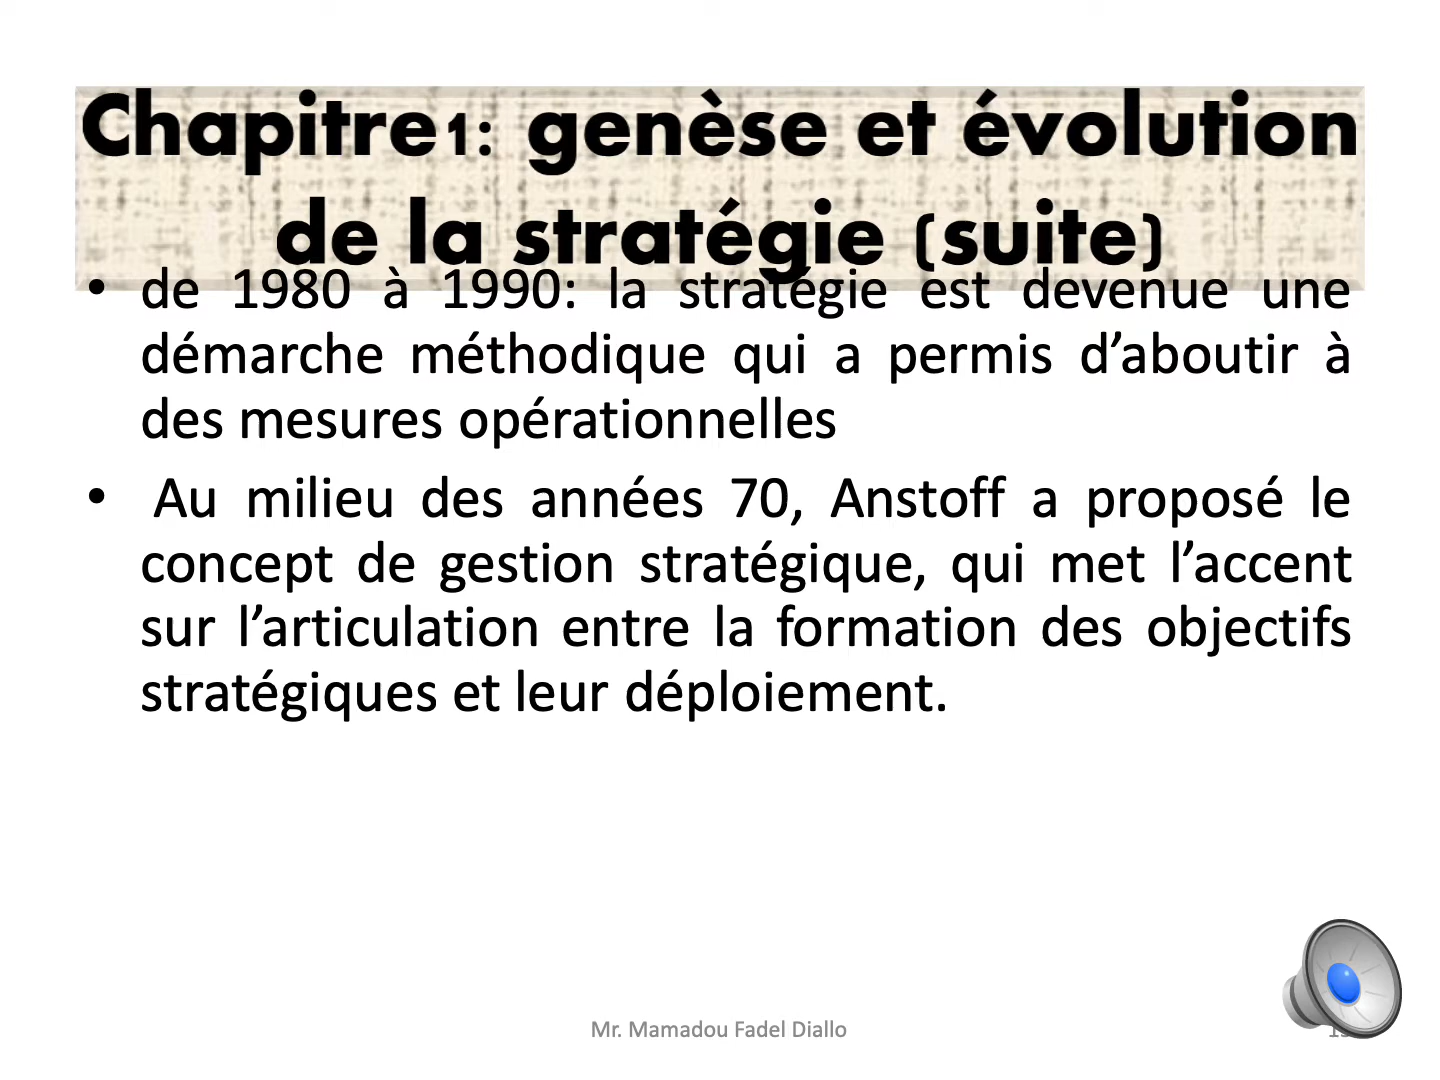 Chapitre1: genèse et évolution
de la stratégie (suite)
• de 1980 à 1990: la stratégie est devenue une
démarche méthodique qui a permis d’aboutir à
des mesures opérationnelles
• Au milieu des années 70, Anstoff a proposé le
concept de gestion stratégique, qui met l’accent
sur l’articulation entre la formation des objectifs
stratégiques et leur déploiement.
Mr. Mamadou Fadel Diallo